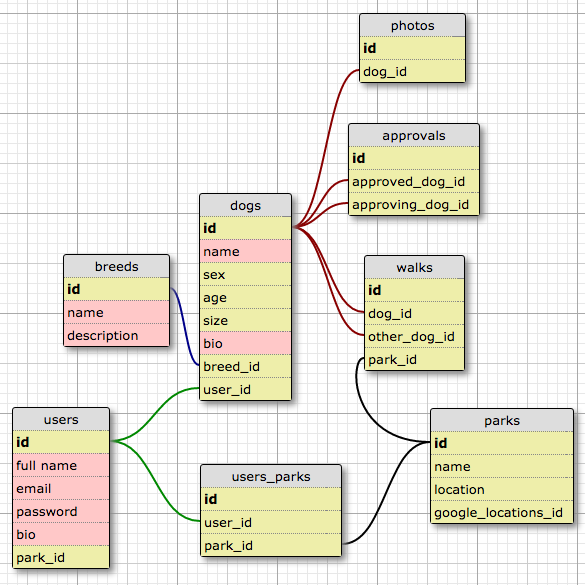 photos
id
dog_id
approvals
id
approved_dog_id
approving_dog_id
dogs
id
name
sex
age
size
bio
breed_id
user_id
breeds
id
name
description
walks
id
dog_id
other_dog_id
park_id
users
id
full name
email
password
bio
park_id
users_parks
id
user_id
park_id
parks
id
name
location
google_locations_id